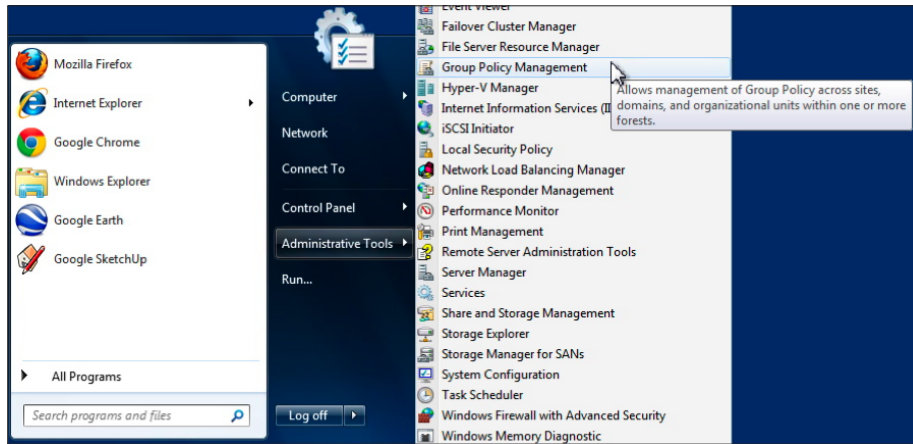 Mozilla Firefox
Internet Explorer
Google Chrome
Windows Explorer
Google Earth
Google SketchUp
All Programs
Search programs and files
Computer
Network
Connect To
Control Panel
Administrative Tools
Run...
Log off
Event Viewer
Failover Cluster Manager
File Server Resource Manager
Group Policy Management
Hyper-V Manager
Internet Information Services (I
iSCSI Initiator
Local Security Policy
Network Load Balancing Manager
Online Responder Management
Performance Monitor
Print Management
Remote Server Administration Tools
Server Manager
Services
Share and Storage Management
Storage Explorer
Storage Manager for SANs
System Configuration
Task Scheduler
Windows Firewall with Advanced Security
Windows Memory Diagnostic
Allows management of Group Policy across sites,
domains, and organizational units within one or more
forests.